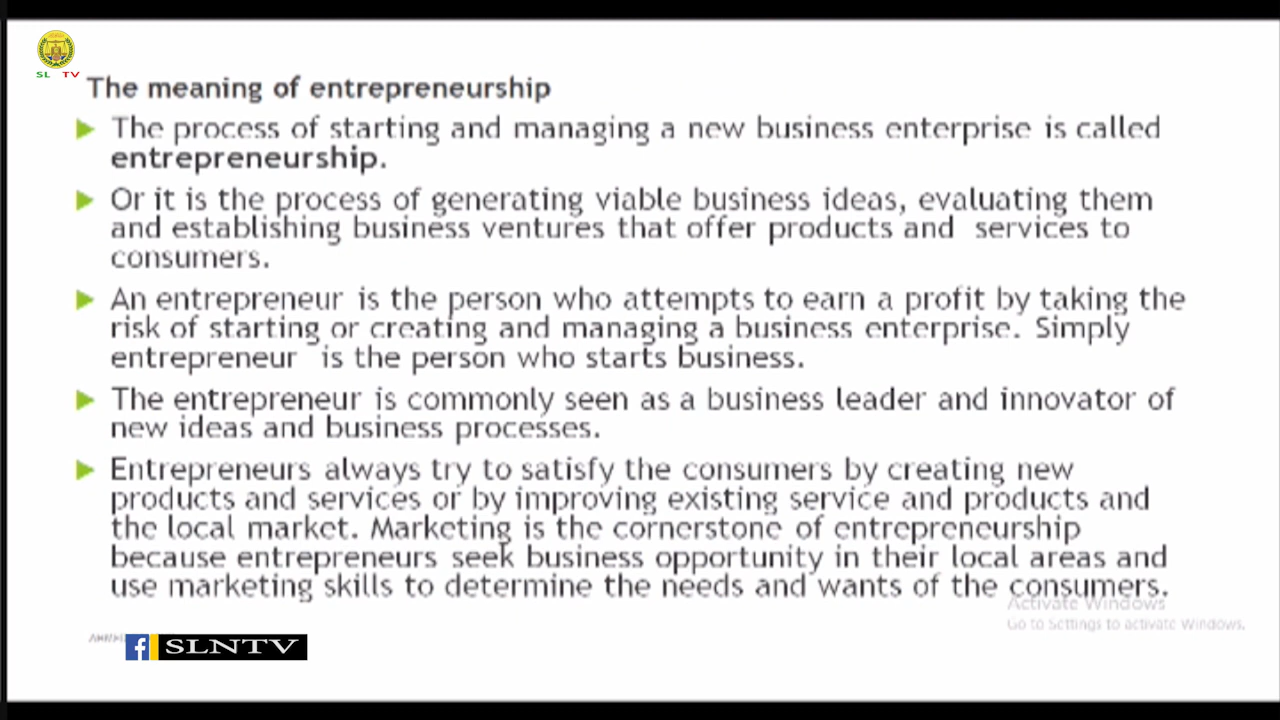 SL TV
The meaning of entrepreneurship
The process of starting and managing a new business enterprise is called
entrepreneurship.
Or it is the process of generating viable business ideas, evaluating them
and establishing business ventures that offer products and services to
consumers.
An entrepreneur is the person who attempts to earn a profit by taking the
risk of starting or creating and managing a business enterprise. Simply
entrepreneur is the person who starts business.
The entrepreneur is commonly seen as a business leader and innovator of
new ideas and business processes.
Entrepreneurs always try to satisfy the consumers by creating new
products and services or by improving existing service and products and
the local market. Marketing is the cornerstone of entrepreneurship
because entrepreneurs seek business opportunity in their local areas and
use marketing skills to determine the needs and wants of the consumers.
Activate Windows
Go to Settings to activate Windows.
f SLNTV